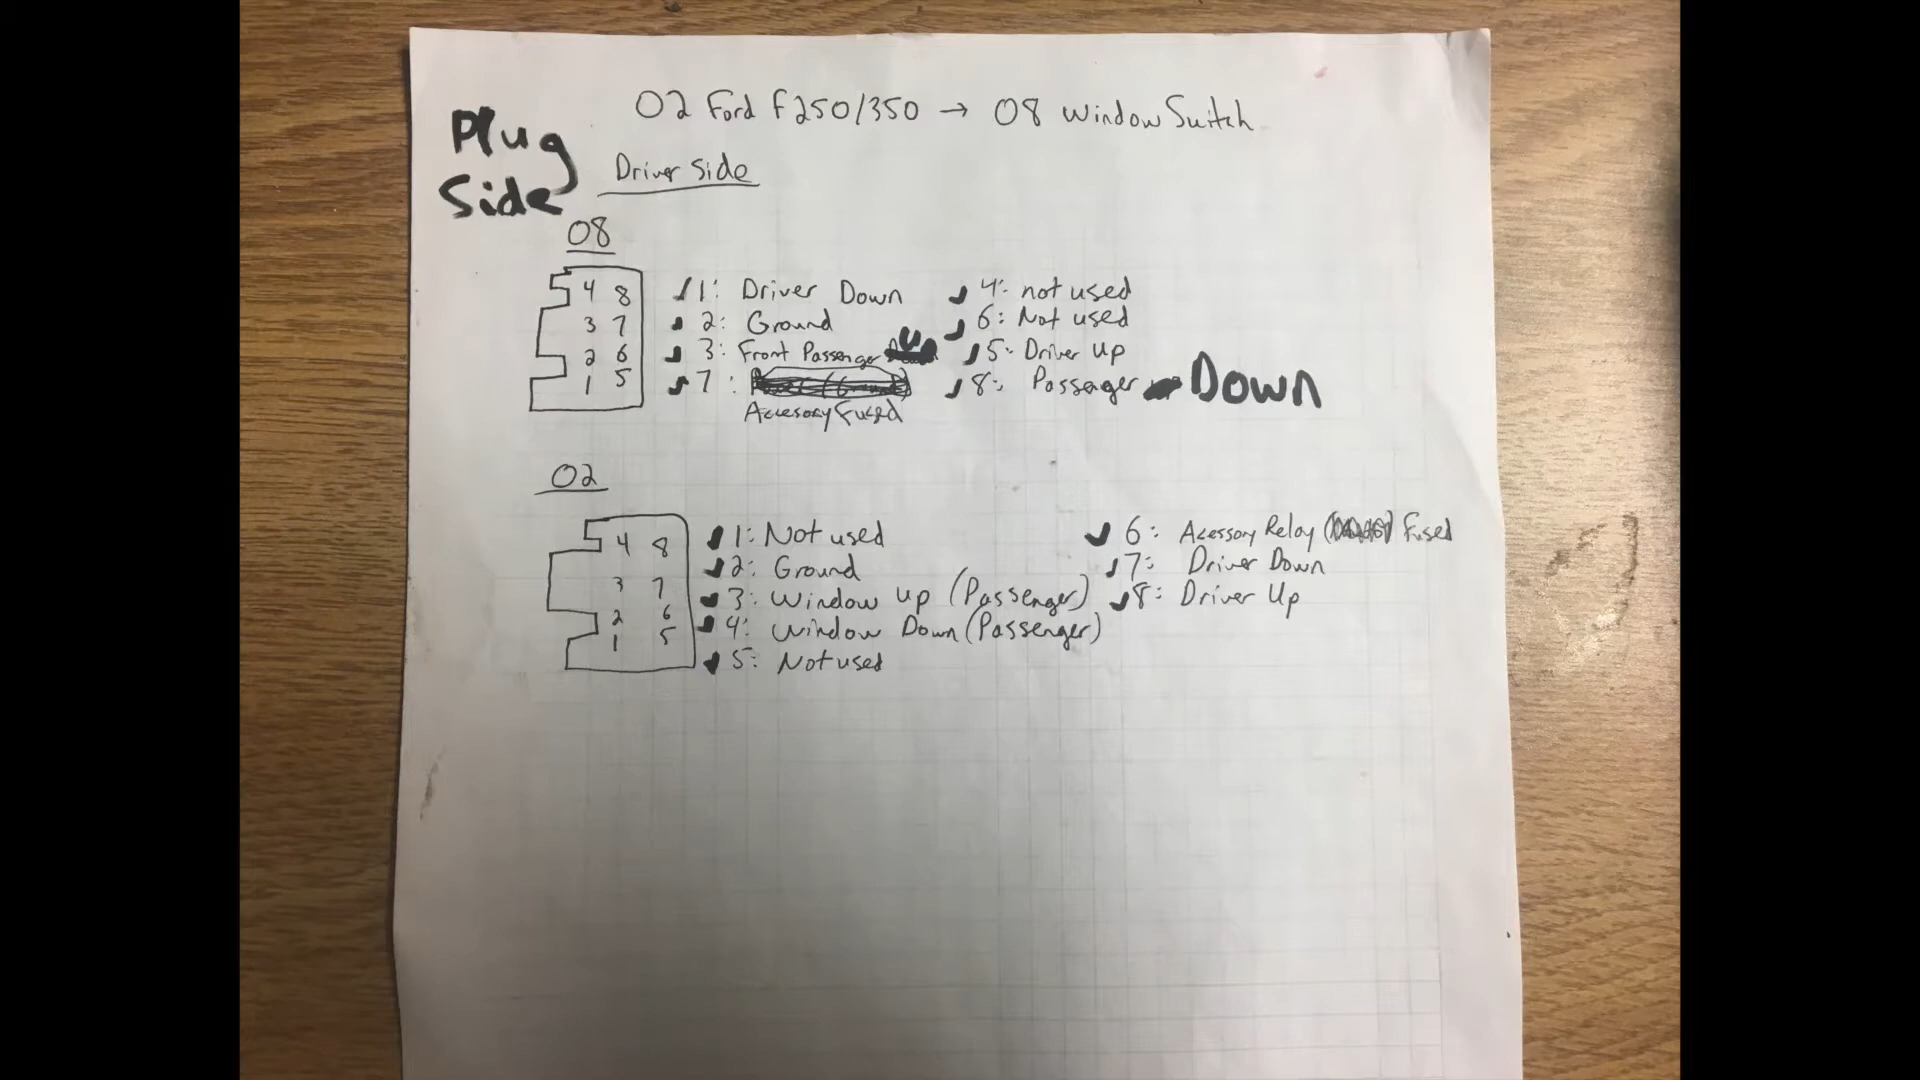 02 Ford F250/350 → 08 Window Switch
Plug
Side
Driver side
08
4 8
3 7
2 6
1 5
1: Driver Down
2: Ground
3: Front Passenger Up
7:
Accesory Fused
4: not used
6: Not used
5: Driver Up
8: Passenger Down
02
4 8
3 7
2 6
1 5
1: Not used
2: Ground
3: Window up (Passenger)
4: Window Down (Passenger)
5: Not used
6: Acessory Relay Fused
7: Driver Down
8: Driver Up